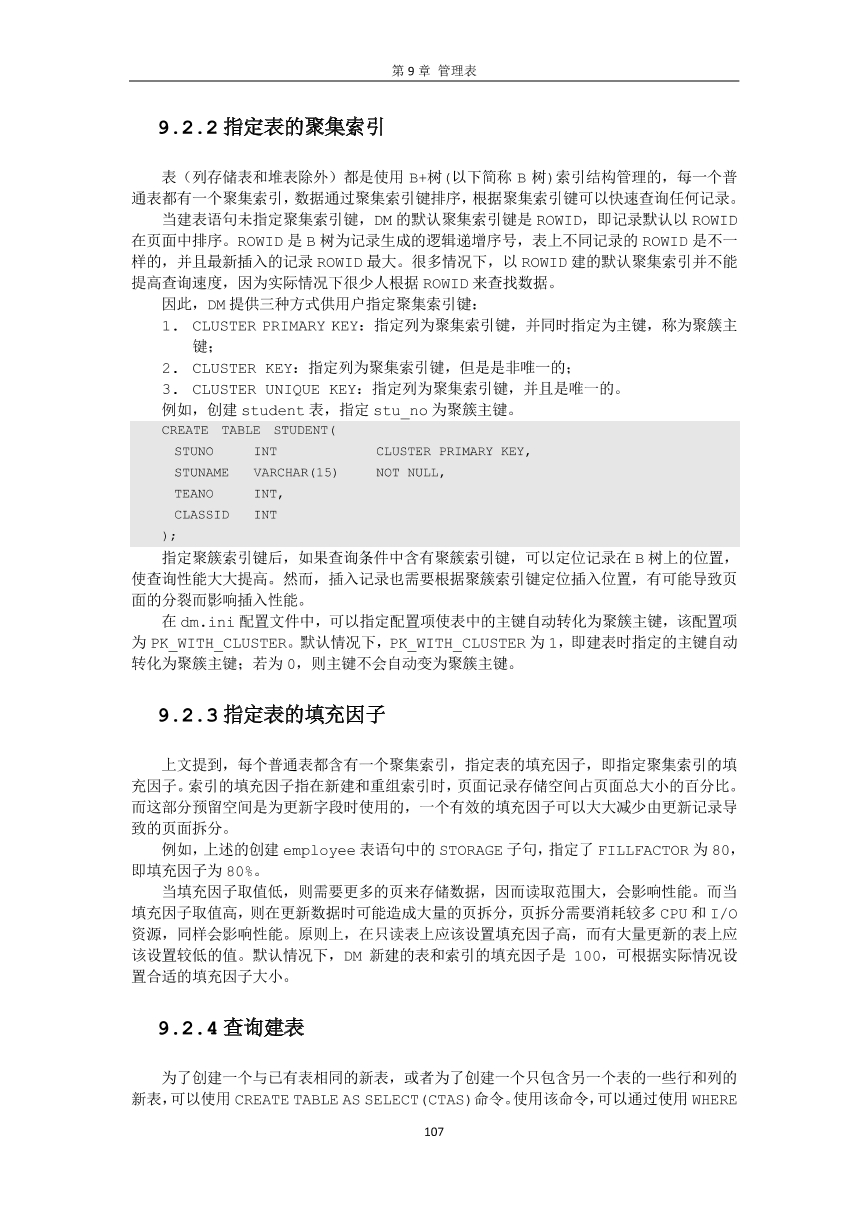 第 9 章 管理表
9.2.2 指定表的聚集索引
表（列存储表和堆表除外）都是使用 B+树(以下简称 B 树)索引结构管理的，每一个普
通表都有一个聚集索引，数据通过聚集索引键排序，根据聚集索引键可以快速查询任何记录。
当建表语句未指定聚集索引键，DM 的默认聚集索引键是 ROWID，即记录默认以 ROWID
在页面中排序。ROWID 是 B 树为记录生成的逻辑递增序号，表上不同记录的 ROWID 是不一
样的，并且最新插入的记录 ROWID 最大。很多情况下，以 ROWID 建的默认聚集索引并不能
提高查询速度，因为实际情况下很少人根据 ROWID 来查找数据。
因此，DM 提供三种方式供用户指定聚集索引键：
1. CLUSTER PRIMARY KEY：指定列为聚集索引键，并同时指定为主键，称为聚簇主
键；
2. CLUSTER KEY：指定列为聚集索引键，但是是非唯一的；
3. CLUSTER UNIQUE KEY：指定列为聚集索引键，并且是唯一的。
例如，创建 student 表，指定 stu_no 为聚簇主键。
CREATE TABLE STUDENT(
STUNO INT CLUSTER PRIMARY KEY,
STUNAME VARCHAR(15) NOT NULL,
TEANO INT,
CLASSID INT
);
指定聚簇索引键后，如果查询条件中含有聚簇索引键，可以定位记录在 B 树上的位置，
使查询性能大大提高。然而，插入记录也需要根据聚簇索引键定位插入位置，有可能导致页
面的分裂而影响插入性能。
在 dm.ini 配置文件中，可以指定配置项使表中的主键自动转化为聚簇主键，该配置项
为 PK_WITH_CLUSTER。默认情况下，PK_WITH_CLUSTER 为 1，即建表时指定的主键自动
转化为聚簇主键；若为 0，则主键不会自动变为聚簇主键。
9.2.3 指定表的填充因子
上文提到，每个普通表都含有一个聚集索引，指定表的填充因子，即指定聚集索引的填
充因子。索引的填充因子指在新建和重组索引时，页面记录存储空间占页面总大小的百分比。
而这部分预留空间是为更新字段时使用的，一个有效的填充因子可以大大减少由更新记录导
致的页面拆分。
例如，上述的创建 employee 表语句中的 STORAGE 子句，指定了 FILLFACTOR 为 80，
即填充因子为 80%。
当填充因子取值低，则需要更多的页来存储数据，因而读取范围大，会影响性能。而当
填充因子取值高，则在更新数据时可能造成大量的页拆分，页拆分需要消耗较多 CPU 和 I/O
资源，同样会影响性能。原则上，在只读表上应该设置填充因子高，而有大量更新的表上应
该设置较低的值。默认情况下，DM 新建的表和索引的填充因子是 100，可根据实际情况设
置合适的填充因子大小。
9.2.4 查询建表
为了创建一个与已有表相同的新表，或者为了创建一个只包含另一个表的一些行和列的
新表，可以使用 CREATE TABLE AS SELECT(CTAS)命令。使用该命令，可以通过使用 WHERE
107